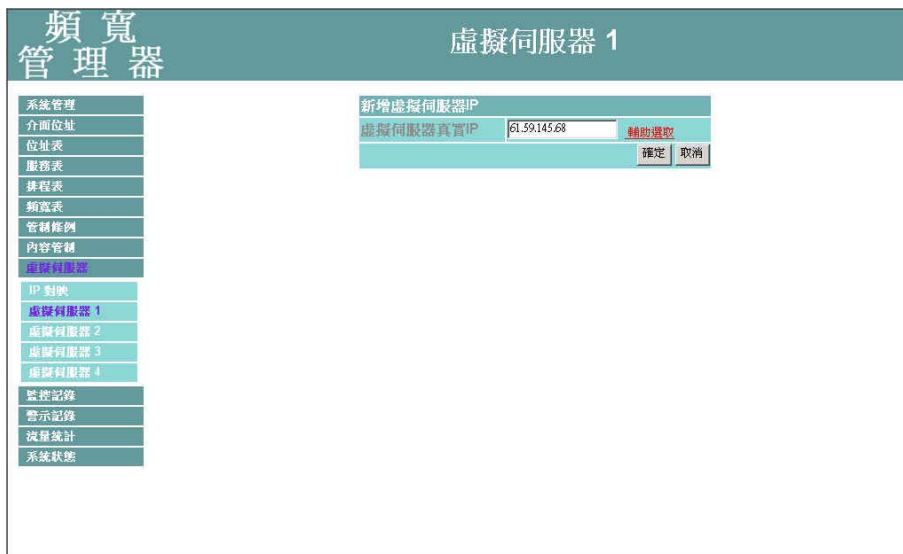 頻 寬
管 理 器
虛擬伺服器 1
系統管理
介面位址
位址表
服務表
排程表
頻寬表
管制條例
內容管制
虛擬伺服器
IP 對映
虛擬伺服器 1
虛擬伺服器 2
虛擬伺服器 3
虛擬伺服器 4
監控記錄
警示記錄
流量統計
系統狀態
新增虛擬伺服器IP
虛擬伺服器真實IP 61.59.145.68 輔助選取
確定 取消